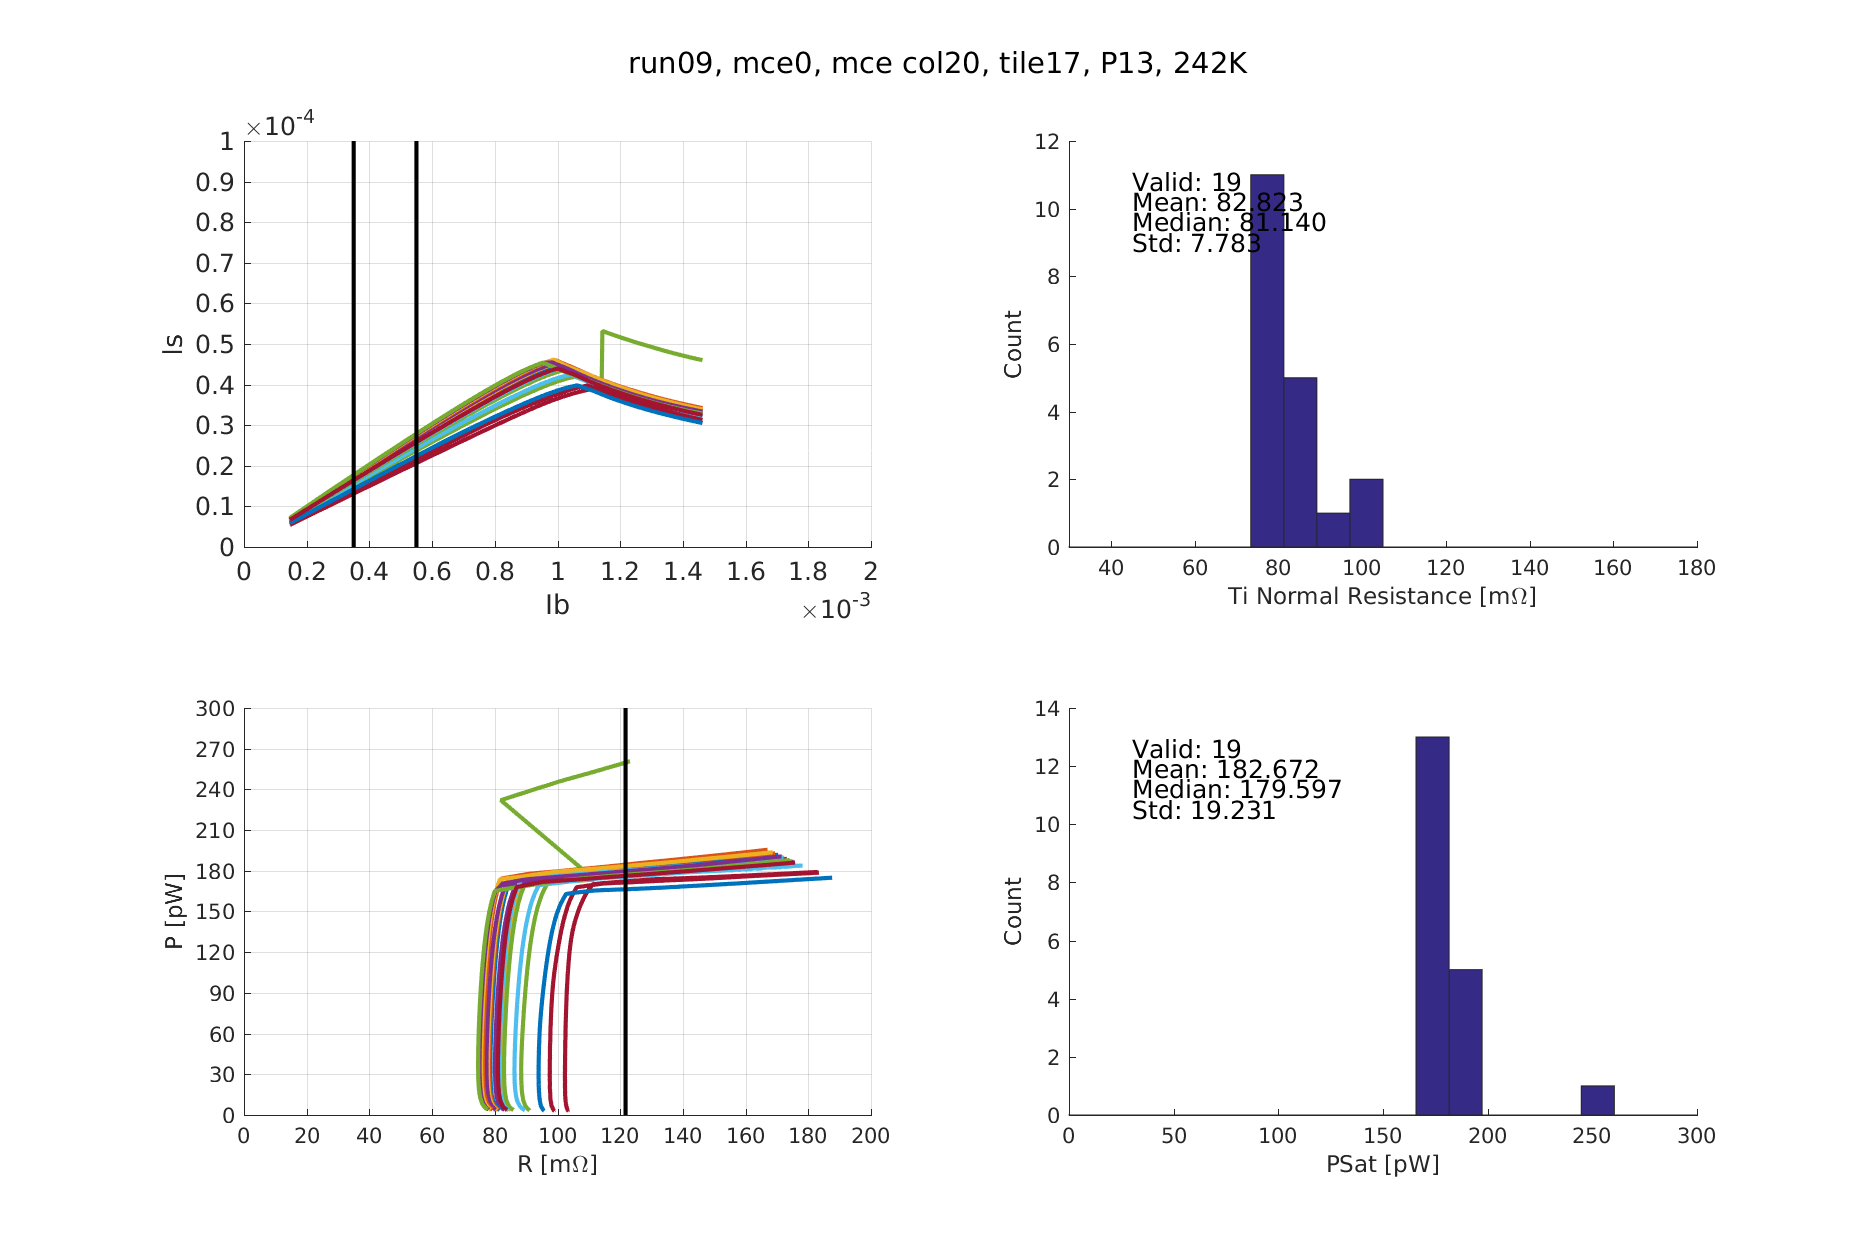 run09, mce0, mce col20, tile17, P13, 242K
×10-4
1
0.9
0.8
0.7
0.6
0.5
0.4
0.3
0.2
0.1
0
Is
0 0.2 0.4 0.6 0.8 1 1.2 1.4 1.6 1.8 2
Ib
×10-3
12
10
8
6
4
2
0
Count
Valid: 19
Mean: 82.823
Median: 81.140
Std: 7.783
40 60 80 100 120 140 160 180
Ti Normal Resistance [mΩ]
300
270
240
210
180
150
120
90
60
30
0
P [pW]
0 20 40 60 80 100 120 140 160 180 200
R [mΩ]
14
12
10
8
6
4
2
0
Count
Valid: 19
Mean: 182.672
Median: 179.597
Std: 19.231
0 50 100 150 200 250 300
PSat [pW]